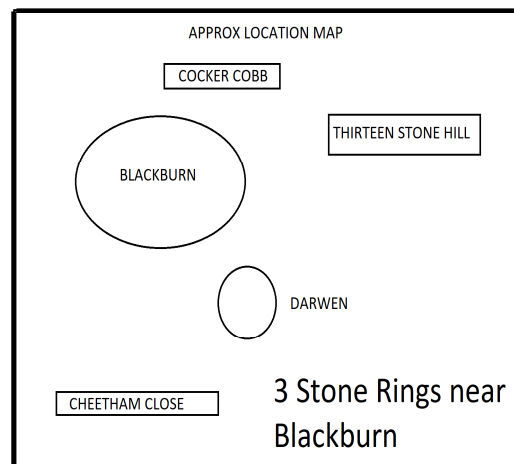 APPROX LOCATION MAP
COCKER COBB
THIRTEEN STONE HILL
BLACKBURN
DARWEN
CHEETHAM CLOSE
3 Stone Rings near
Blackburn